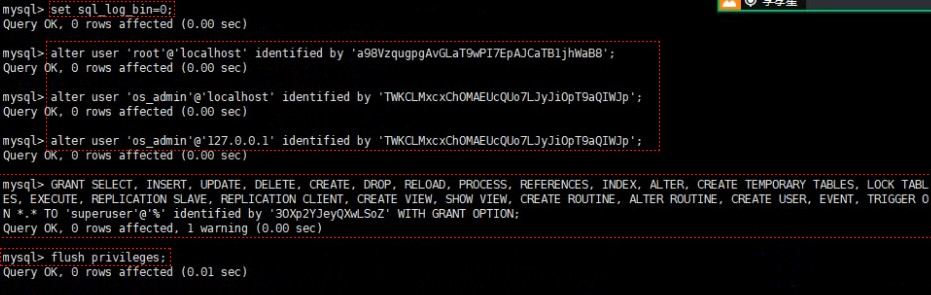 mysql> set sql_log_bin=0;
Query OK, 0 rows affected (0.00 sec)
mysql> alter user 'root'@'localhost' identified by 'a98VzqugpgAvGLaT9wPI7EpAJCaTB1jhWaB8';
Query OK, 0 rows affected (0.00 sec)
mysql> alter user 'os_admin'@'localhost' identified by 'TWKCLMxcxChOMAEUcQUo7LJyJiOpT9aQIWJp';
Query OK, 0 rows affected (0.00 sec)
mysql> alter user 'os_admin'@'127.0.0.1' identified by 'TWKCLMxcxChOMAEUcQUo7LJyJiOpT9aQIWJp';
Query OK, 0 rows affected (0.00 sec)
mysql> GRANT SELECT, INSERT, UPDATE, DELETE, CREATE, DROP, RELOAD, PROCESS, REFERENCES, INDEX, ALTER, CREATE TEMPORARY TABLES, LOCK TABL
ES, EXECUTE, REPLICATION SLAVE, REPLICATION CLIENT, CREATE VIEW, SHOW VIEW, CREATE ROUTINE, ALTER ROUTINE, CREATE USER, EVENT, TRIGGER O
N *.* TO 'superuser'@'%' identified by '3OXp2YJeyQXwLSoZ' WITH GRANT OPTION;
Query OK, 0 rows affected, 1 warning (0.00 sec)
mysql> flush privileges;
Query OK, 0 rows affected (0.01 sec)